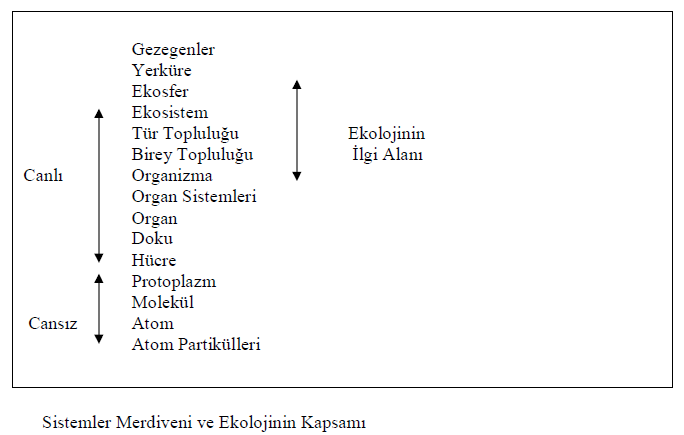 Gezegenler
Yerküre
Ekosfer
Ekosistem
Tür Topluluğu
Birey Topluluğu
Organizma
Organ Sistemleri
Organ
Doku
Hücre
Protoplazm
Molekül
Atom
Atom Partikülleri
Canlı
Cansız
Ekolojinin
İlgi Alanı
Sistemler Merdiveni ve Ekolojinin Kapsamı